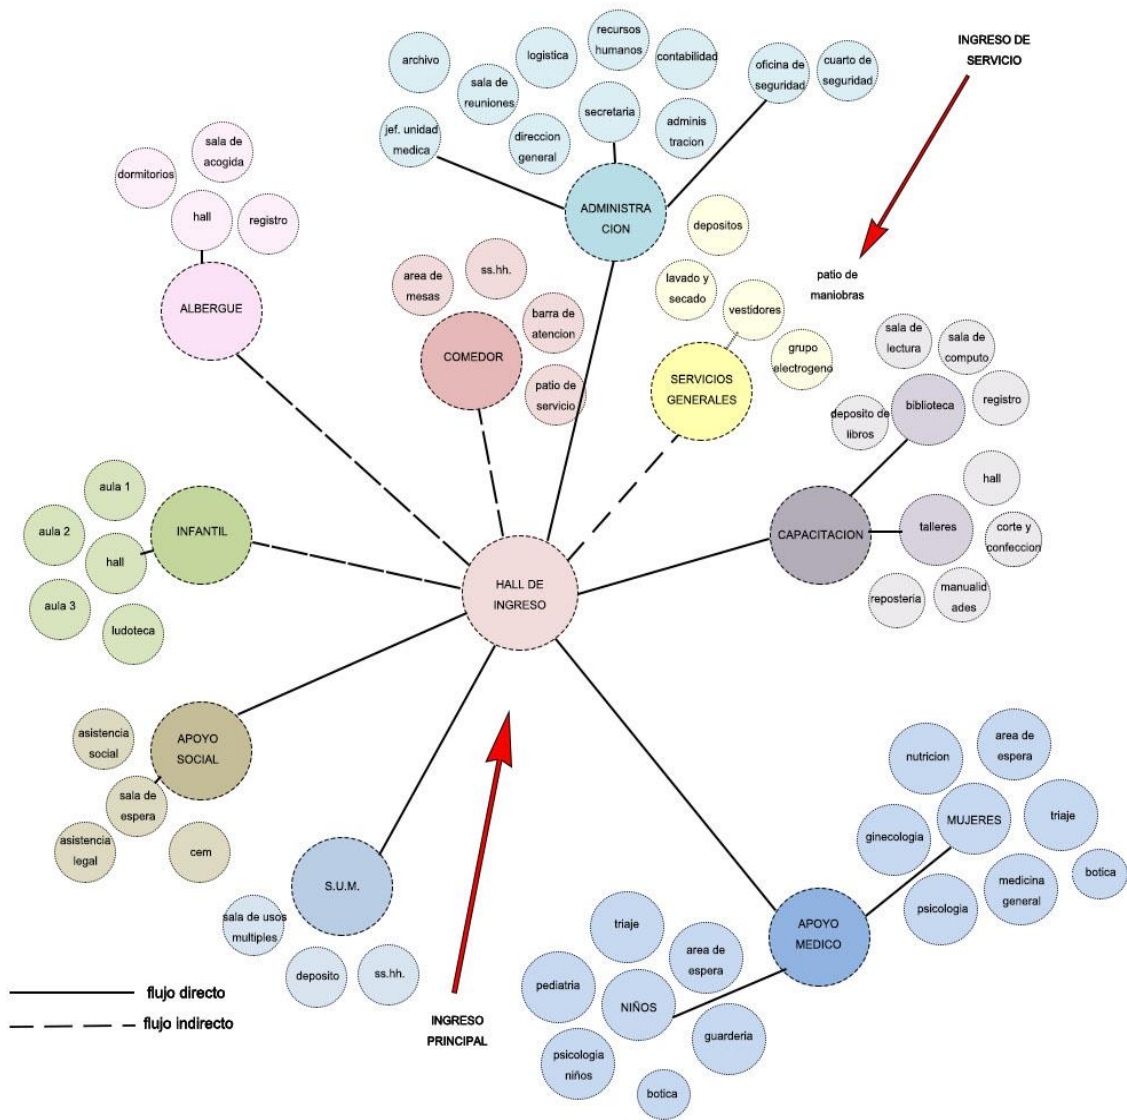 INGRESO DE
SERVICIO
archivo
logistica
recursos
humanos
contabilidad
oficina de
seguridad
cuarto de
seguridad
sala de
reuniones
secretaria
jef. unidad
medica
direccion
general
adminis
tracion
ADMINISTRA
CION
sala de
acogida
dormitorios
hall
registro
ALBERGUE
area de
mesas
ss.hh.
barra de
atencion
patio de
servicio
COMEDOR
depositos
lavado y
secado
vestidores
grupo
electrogeno
SERVICIOS
GENERALES
patio de
maniobras
sala de
lectura
sala de
computo
registro
biblioteca
deposito de
libros
hall
talleres
corte y
confeccion
manualid
ades
reposteria
CAPACITACION
aula 1
aula 2
hall
aula 3
ludoteca
INFANTIL
HALL DE
INGRESO
asistencia
social
APOYO
SOCIAL
sala de
espera
asistencia
legal
cem
S.U.M.
sala de usos
multiples
deposito
ss.hh.
nutricion
area de
espera
ginecologia
MUJERES
triaje
medicina
general
botica
psicologia
APOYO
MEDICO
triaje
area de
espera
pediatria
NIÑOS
guarderia
psicologia
niños
botica
INGRESO
PRINCIPAL
flujo directo
flujo indirecto